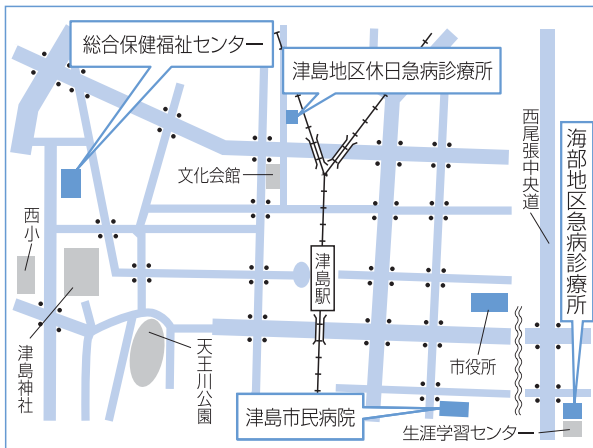 総合保健福祉センター
津島地区休日急病診療所
西尾張中央道
海部地区急病診療所
文化会館
西小
津島駅
津島神社
天王川公園
市役所
津島市民病院
生涯学習センター